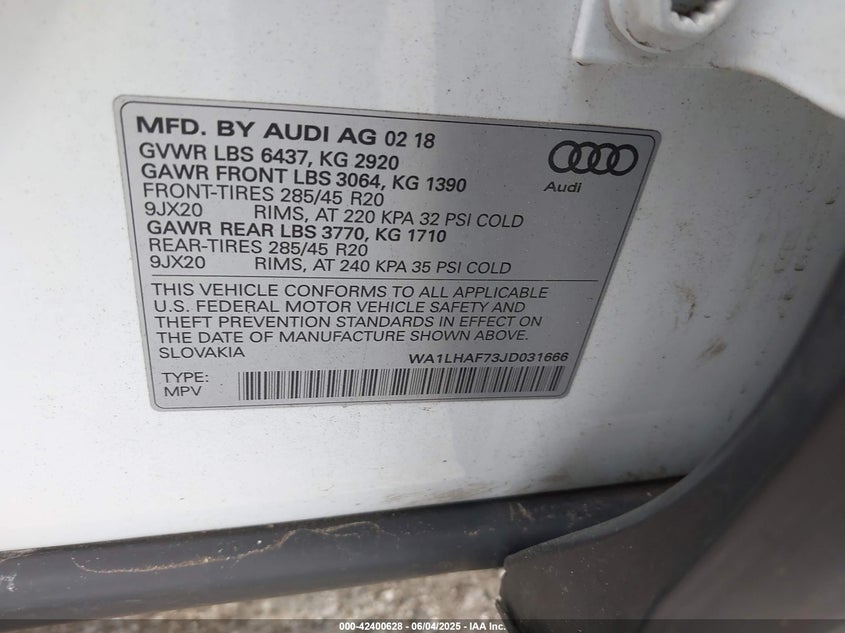 MFD. BY AUDI AG 02 18
GVWR LBS 6437, KG 2920
GAWR FRONT LBS 3064, KG 1390
FRONT-TIRES 285/45 R20
9JX20 RIMS, AT 220 KPA 32 PSI COLD
GAWR REAR LBS 3770, KG 1710
REAR-TIRES 285/45 R20
9JX20 RIMS, AT 240 KPA 35 PSI COLD
Audi
THIS VEHICLE CONFORMS TO ALL APPLICABLE
U.S. FEDERAL MOTOR VEHICLE SAFETY AND
THEFT PREVENTION STANDARDS IN EFFECT ON
THE DATE OF MANUFACTURE SHOWN ABOVE.
SLOVAKIA WA1LHAF73JD031666
TYPE:
MPV
000-42400628 - 06/04/2025 - IAA Inc.